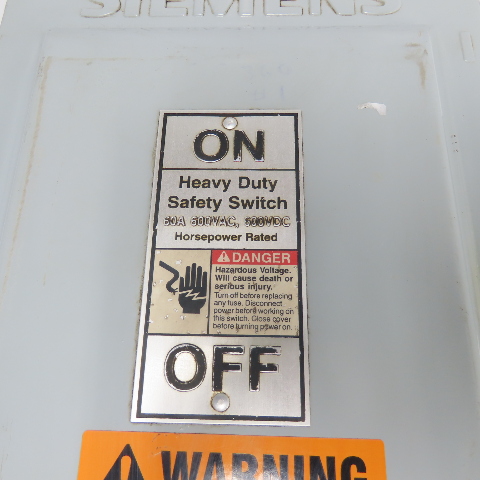 SIEMENS
ON
Heavy Duty
Safety Switch
60A 600VAC, 600VDC
Horsepower Rated
DANGER
Hazardous Voltage.
Will cause death or
serious injury.
Turn off before replacing
any fuse. Disconnect
power before working on
this switch. Close cover
before turning power on.
OFF
WARNING